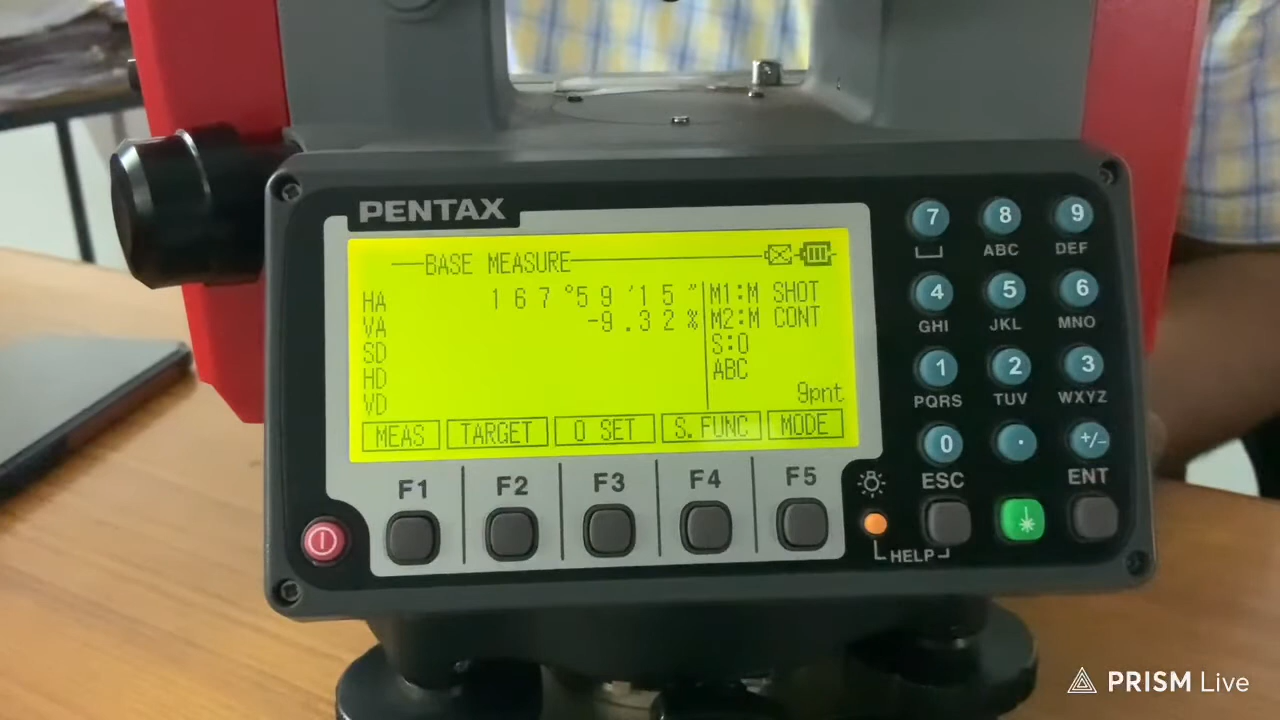 PENTAX
BASE MEASURE
HA 167°59'15"
VA -9.32%
SD
HD
VD
M1:M SHOT
M2:M CONT
S:0
ABC
9pnt
MEAS TARGET 0 SET S.FUNC MODE
F1 F2 F3 F4 F5
7 8 9
ABC DEF
4 5 6
GHI JKL MNO
1 2 3
PQRS TUV WXYZ
0 . +/-
ESC ENT
HELP
PRISM Live